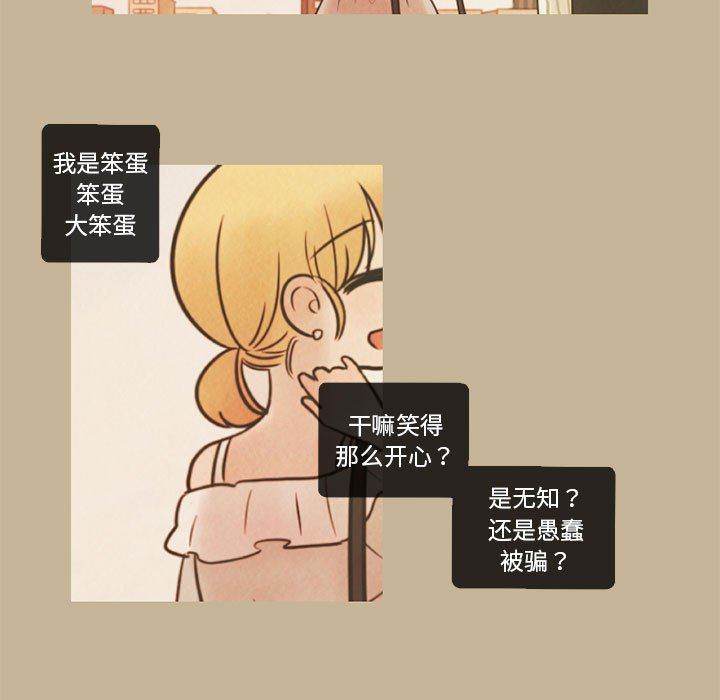 我是笨蛋
笨蛋
大笨蛋
干嘛笑得
那么开心？
是无知？
还是愚蠢
被骗？